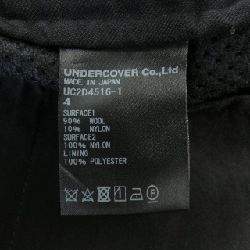 UNDERCOVER Co.,Ltd
MADE IN JAPAN
UC2D4516-1
4
SURFACE1
90% WOOL
10% NYLON
SURFACE2
100% NYLON
LINING
100% POLYESTER